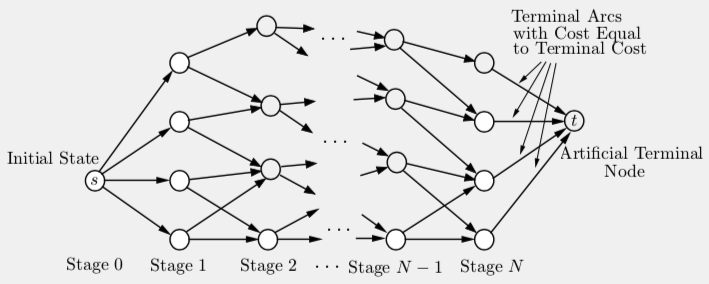 Terminal Arcs
with Cost Equal
to Terminal Cost
. . .
t
. . .
Initial State
Artificial Terminal
Node
s
. . .
Stage 0 Stage 1 Stage 2 . . . Stage N − 1 Stage N